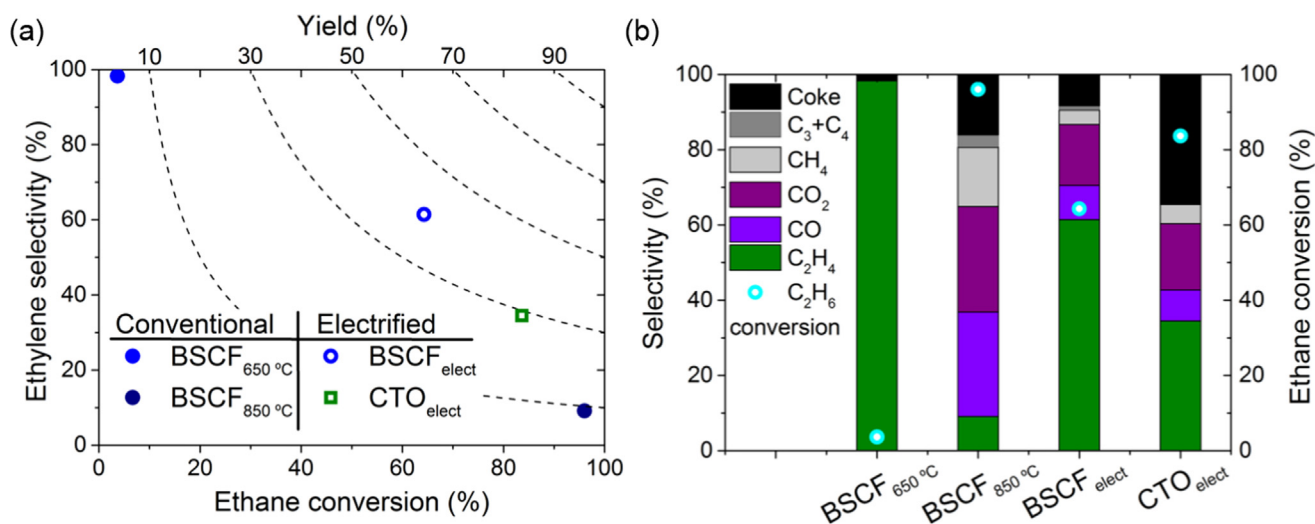 (a)
Yield (%)
10 30 50 70 90
100
80
60
40
20
0
Ethylene selectivity (%)
Conventional Electrified
BSCF650 ºC BSCFelect
BSCF850 ºC CTOelect
0 20 40 60 80 100
Ethane conversion (%)
(b)
100
80
60
40
20
0
Selectivity (%)
Coke
C3+C4
CH4
CO2
CO
C2H4
C2H6
conversion
100
80
60
40
20
0
Ethane conversion (%)
BSCF650 ºC
BSCF850 ºC
BSCFelect
CTOelect